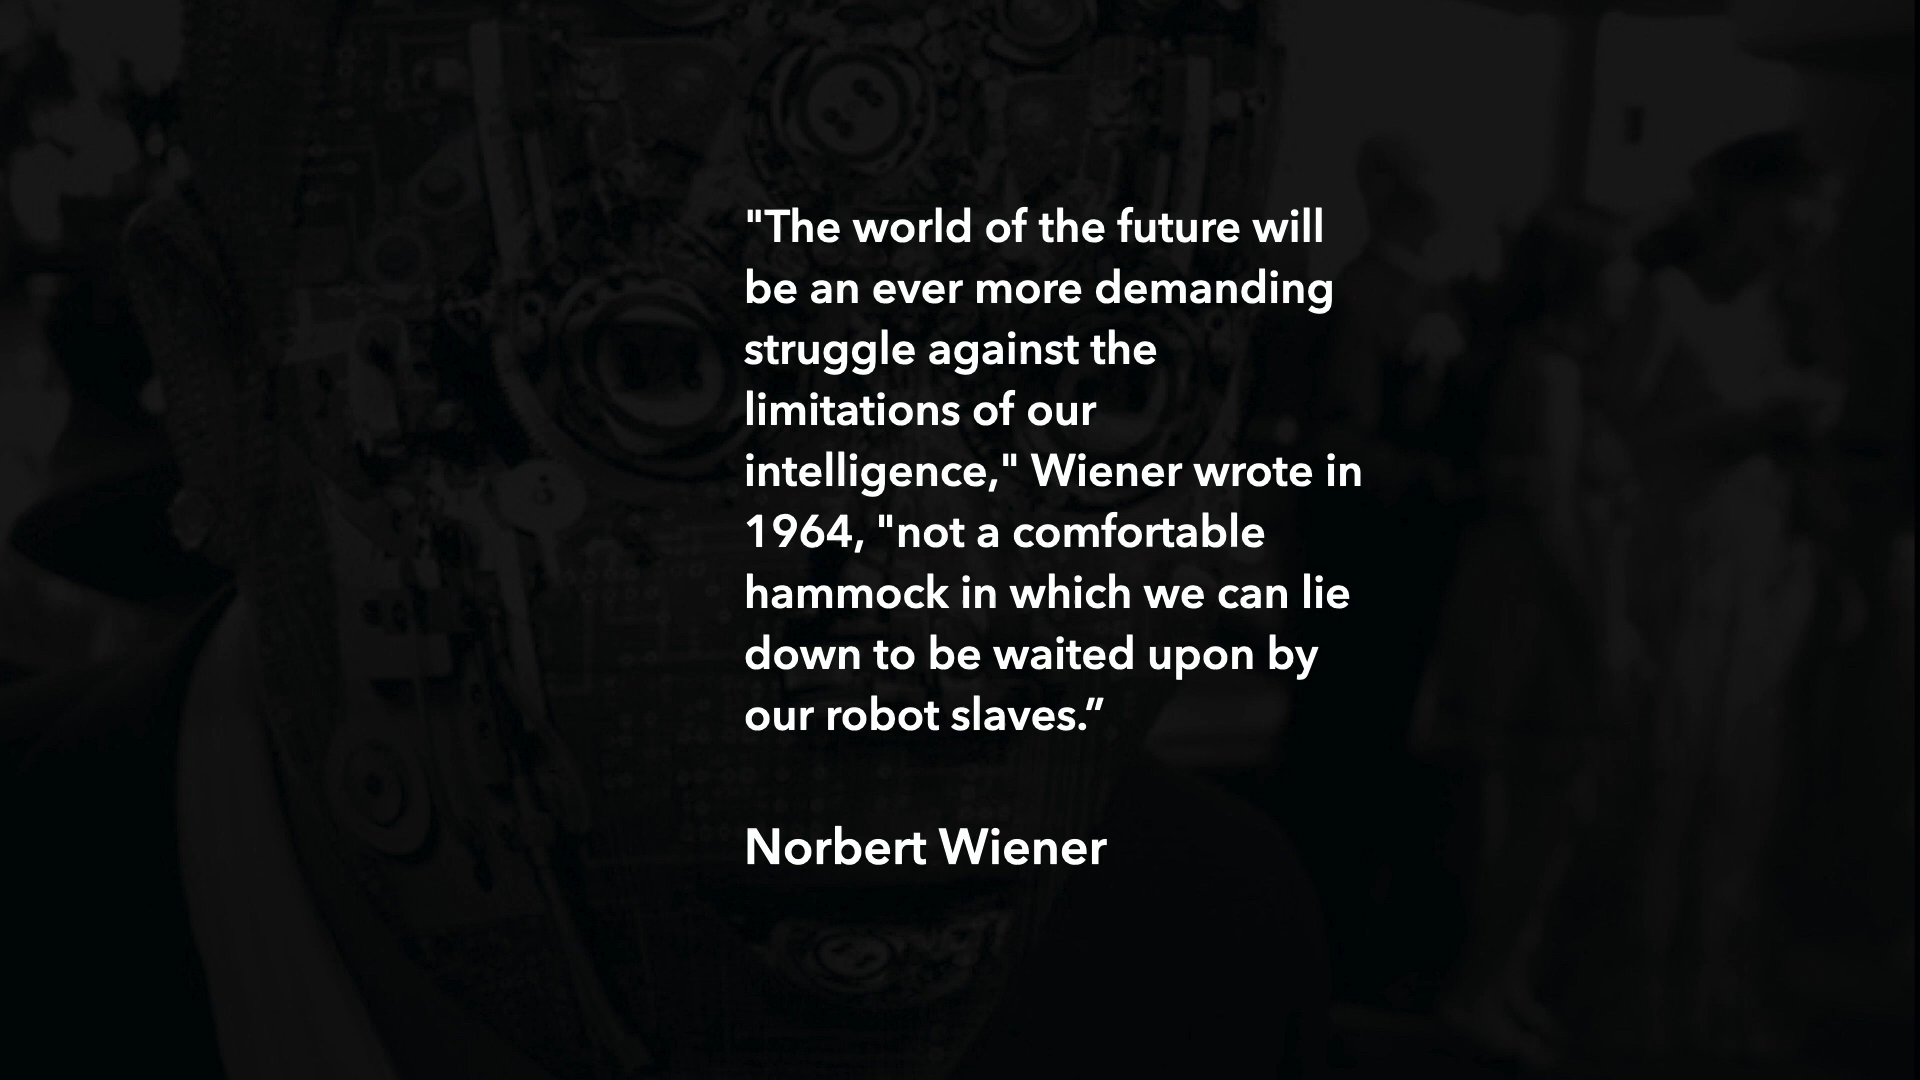 "The world of the future will
be an ever more demanding
struggle against the
limitations of our
intelligence," Wiener wrote in
1964, "not a comfortable
hammock in which we can lie
down to be waited upon by
our robot slaves.”
Norbert Wiener